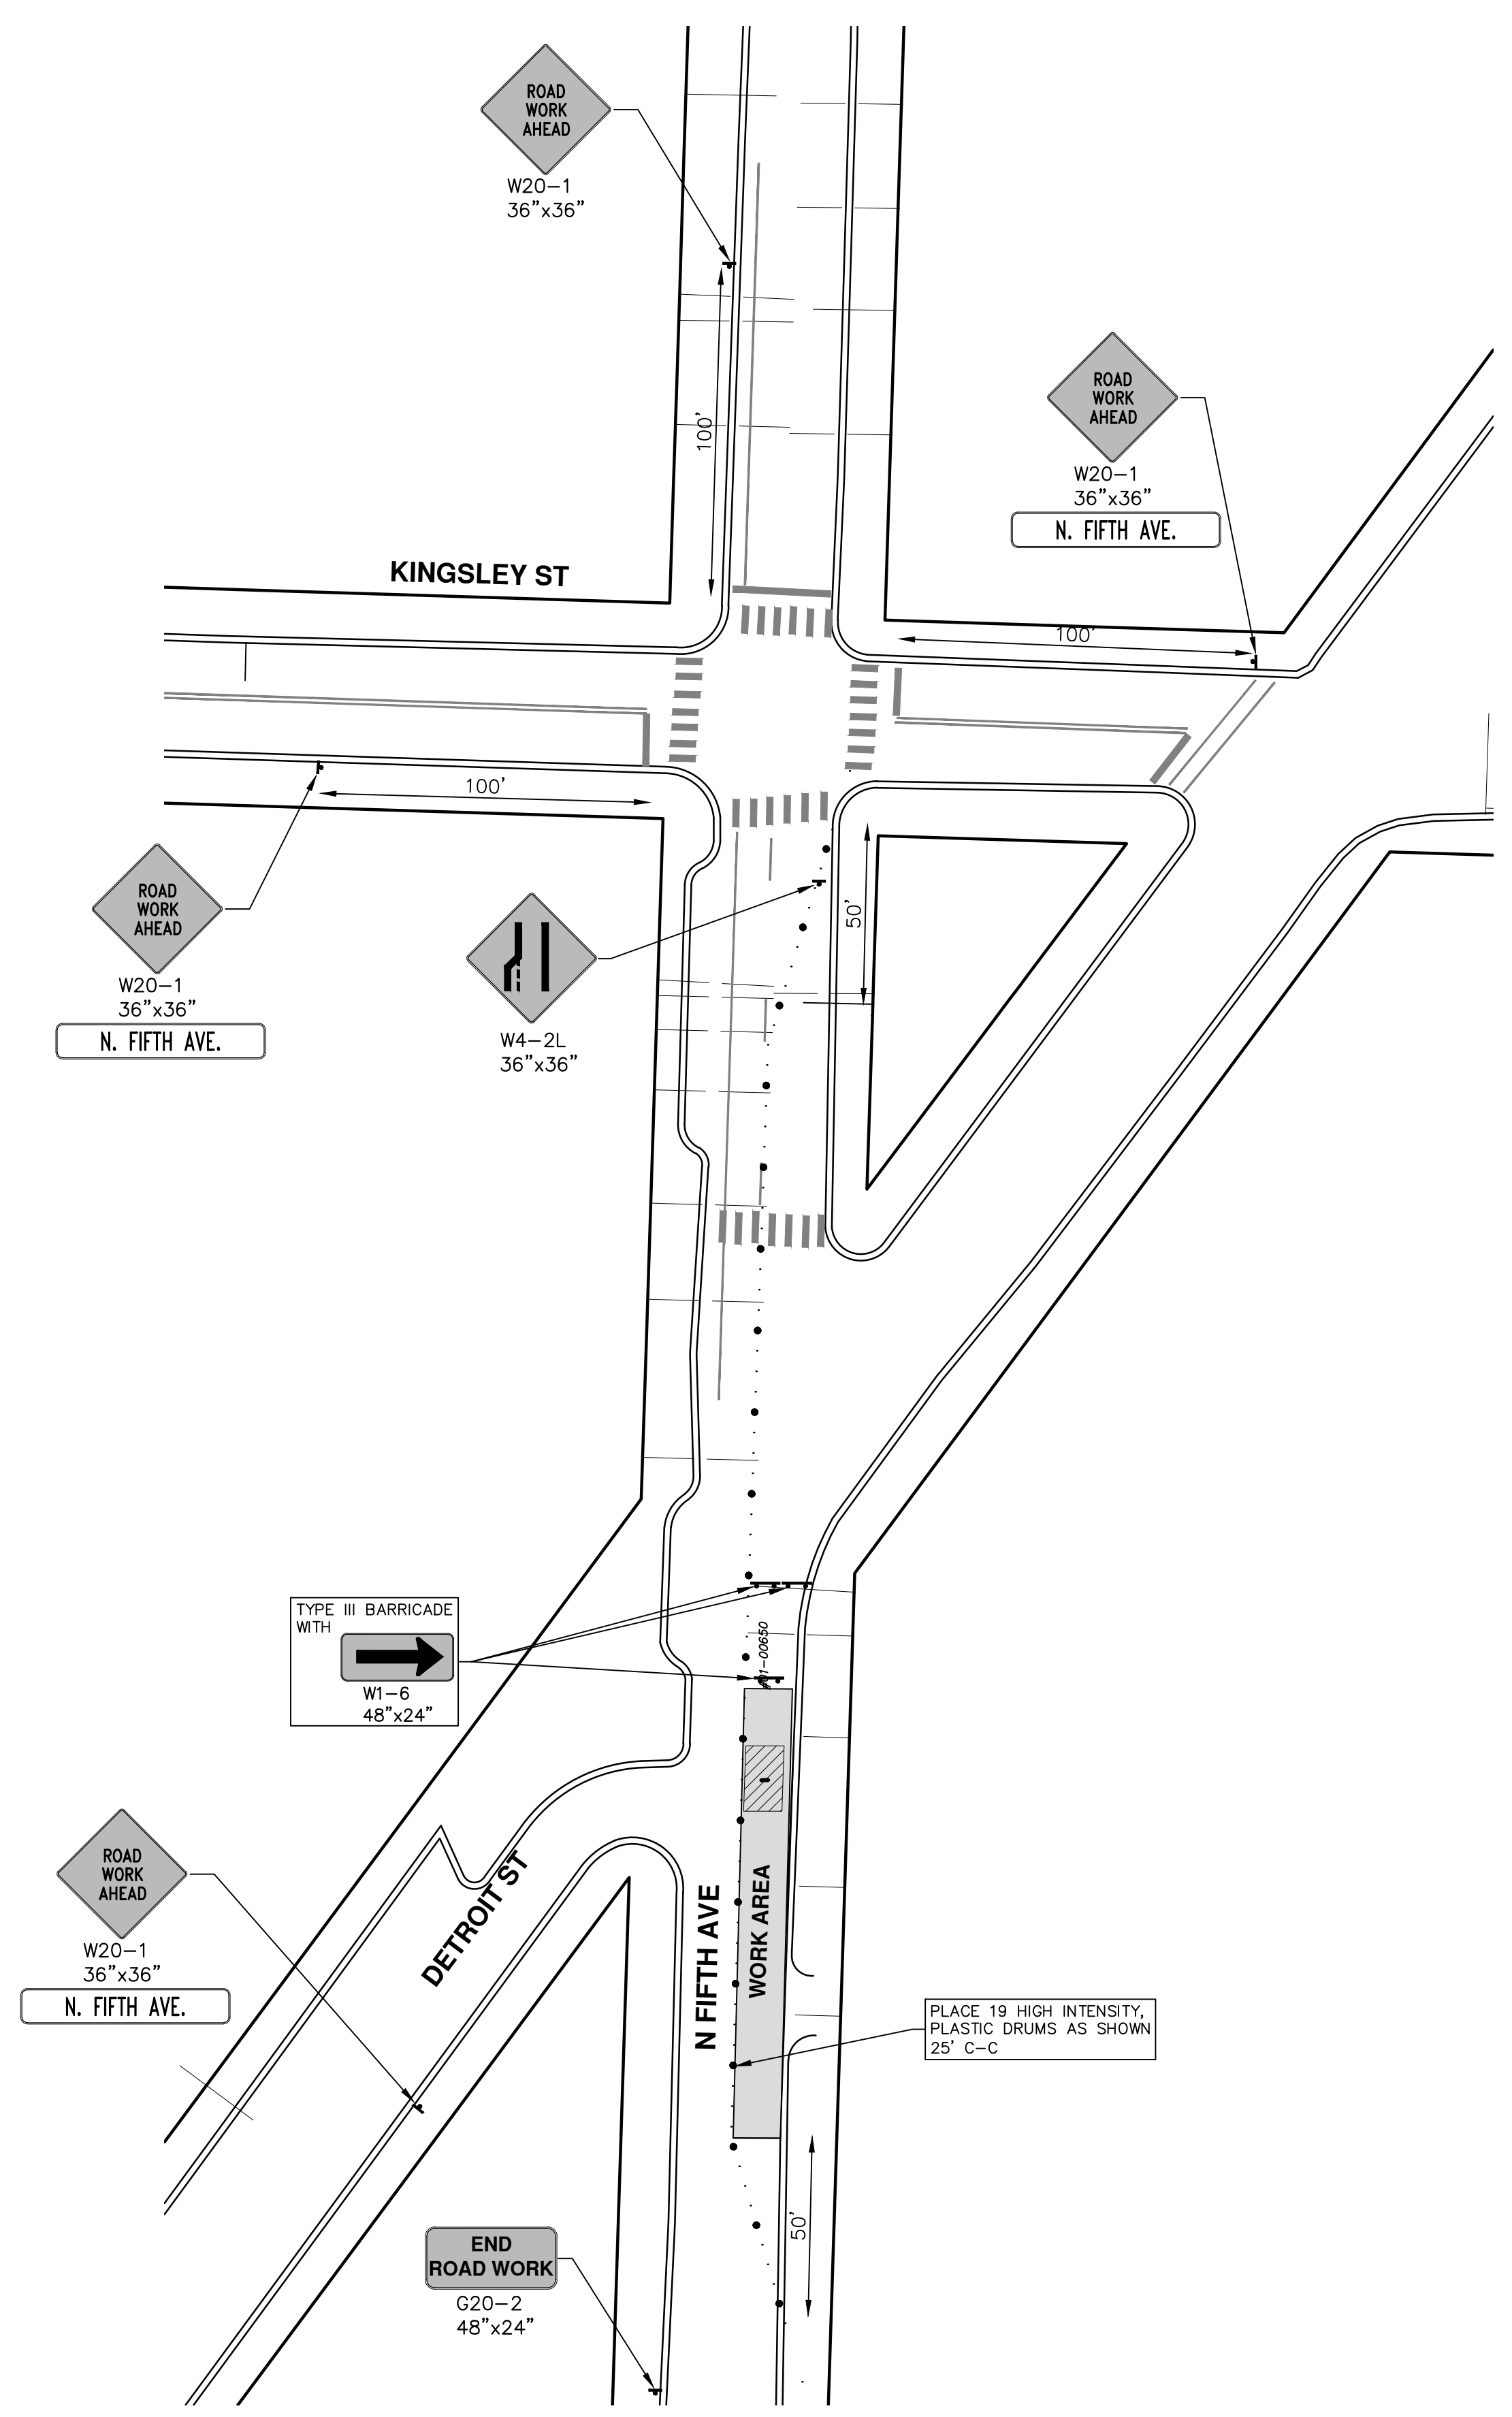 ROAD
WORK
AHEAD
W20-1
36"x36"
100'
ROAD
WORK
AHEAD
W20-1
36"x36"
N. FIFTH AVE.
KINGSLEY ST
100'
100'
ROAD
WORK
AHEAD
W20-1
36"x36"
N. FIFTH AVE.
W4-2L
36"x36"
50'
TYPE III BARRICADE
WITH
W1-6
48"x24"
DETROIT ST
N FIFTH AVE
WORK AREA
ROAD
WORK
AHEAD
W20-1
36"x36"
N. FIFTH AVE.
PLACE 19 HIGH INTENSITY,
PLASTIC DRUMS AS SHOWN
25' C-C
50'
END
ROAD WORK
G20-2
48"x24"